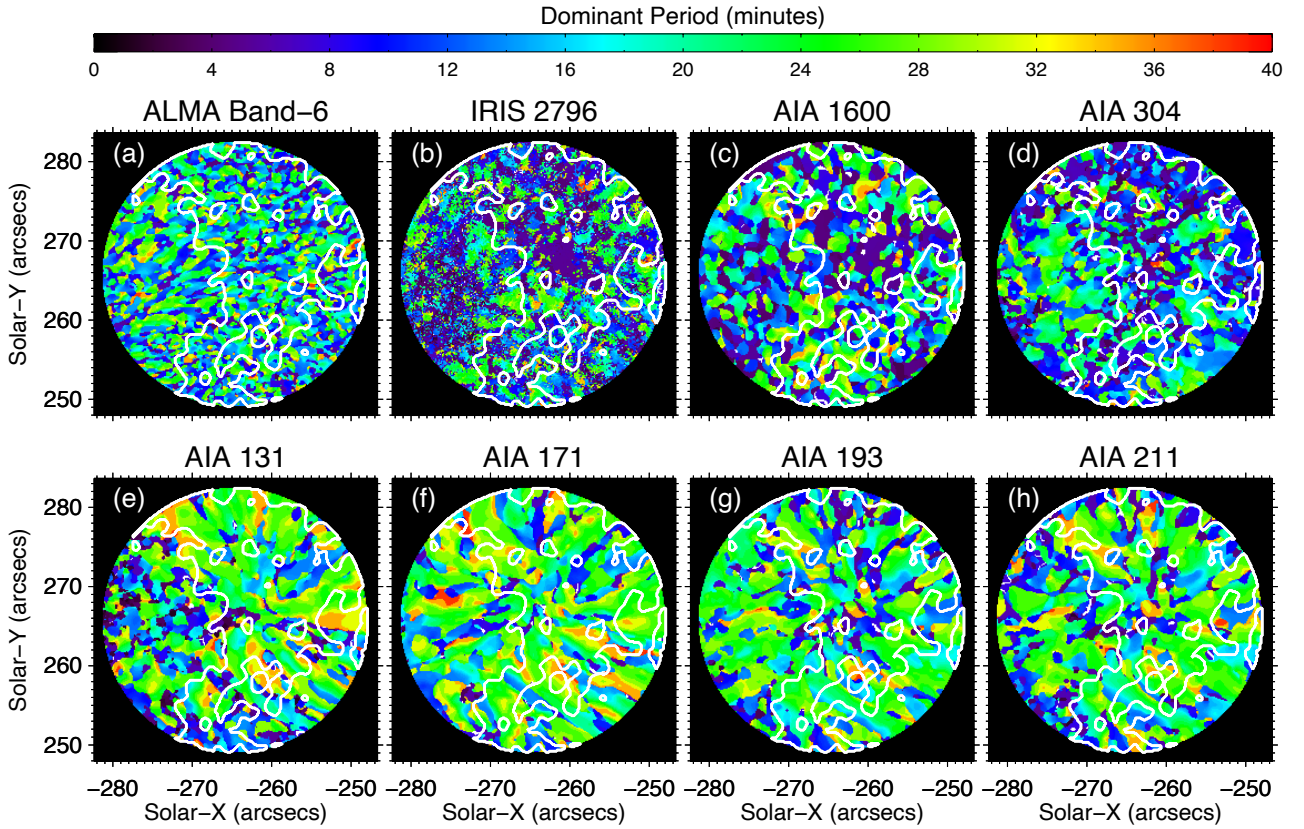 Dominant Period (minutes)
0 4 8 12 16 20 24 28 32 36 40
ALMA Band−6 IRIS 2796 AIA 1600 AIA 304
(a) (b) (c) (d)
280
270
260
250
Solar−Y (arcsecs)
AIA 131 AIA 171 AIA 193 AIA 211
(e) (f) (g) (h)
280
270
260
250
Solar−Y (arcsecs)
−280 −270 −260 −250 −280 −270 −260 −250 −280 −270 −260 −250 −280 −270 −260 −250
Solar−X (arcsecs) Solar−X (arcsecs) Solar−X (arcsecs) Solar−X (arcsecs)